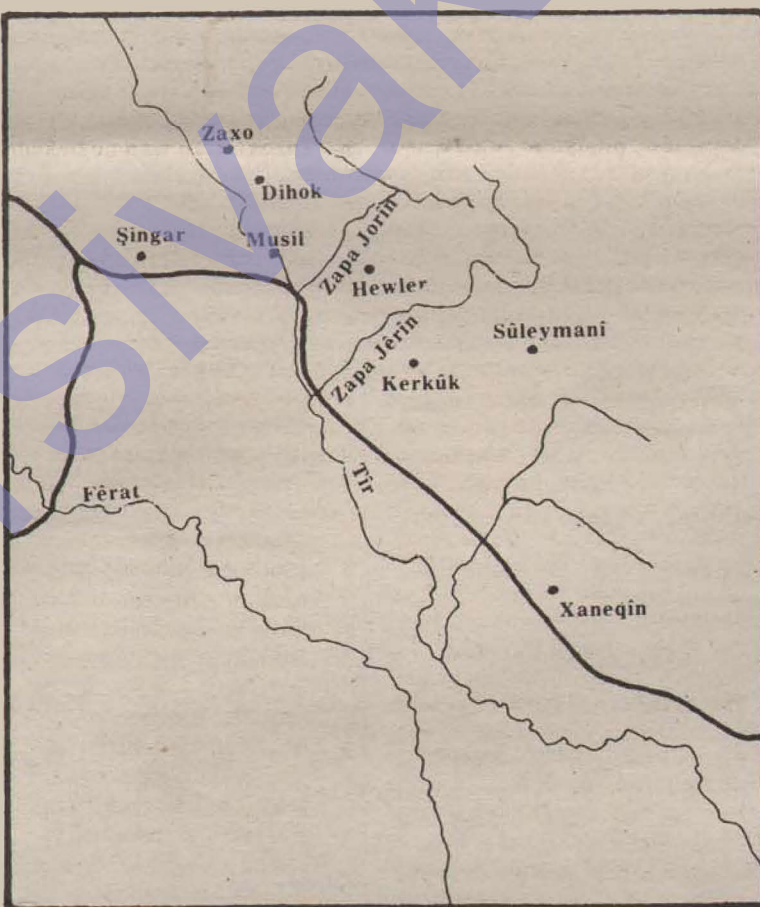 Zaxo
Dihok
Şingar
Musil
Zapa Jorîn
Hewler
Zapa Jêrîn
Sûleymanî
Kerkûk
Tîr
Fêrat
Xaneqîn